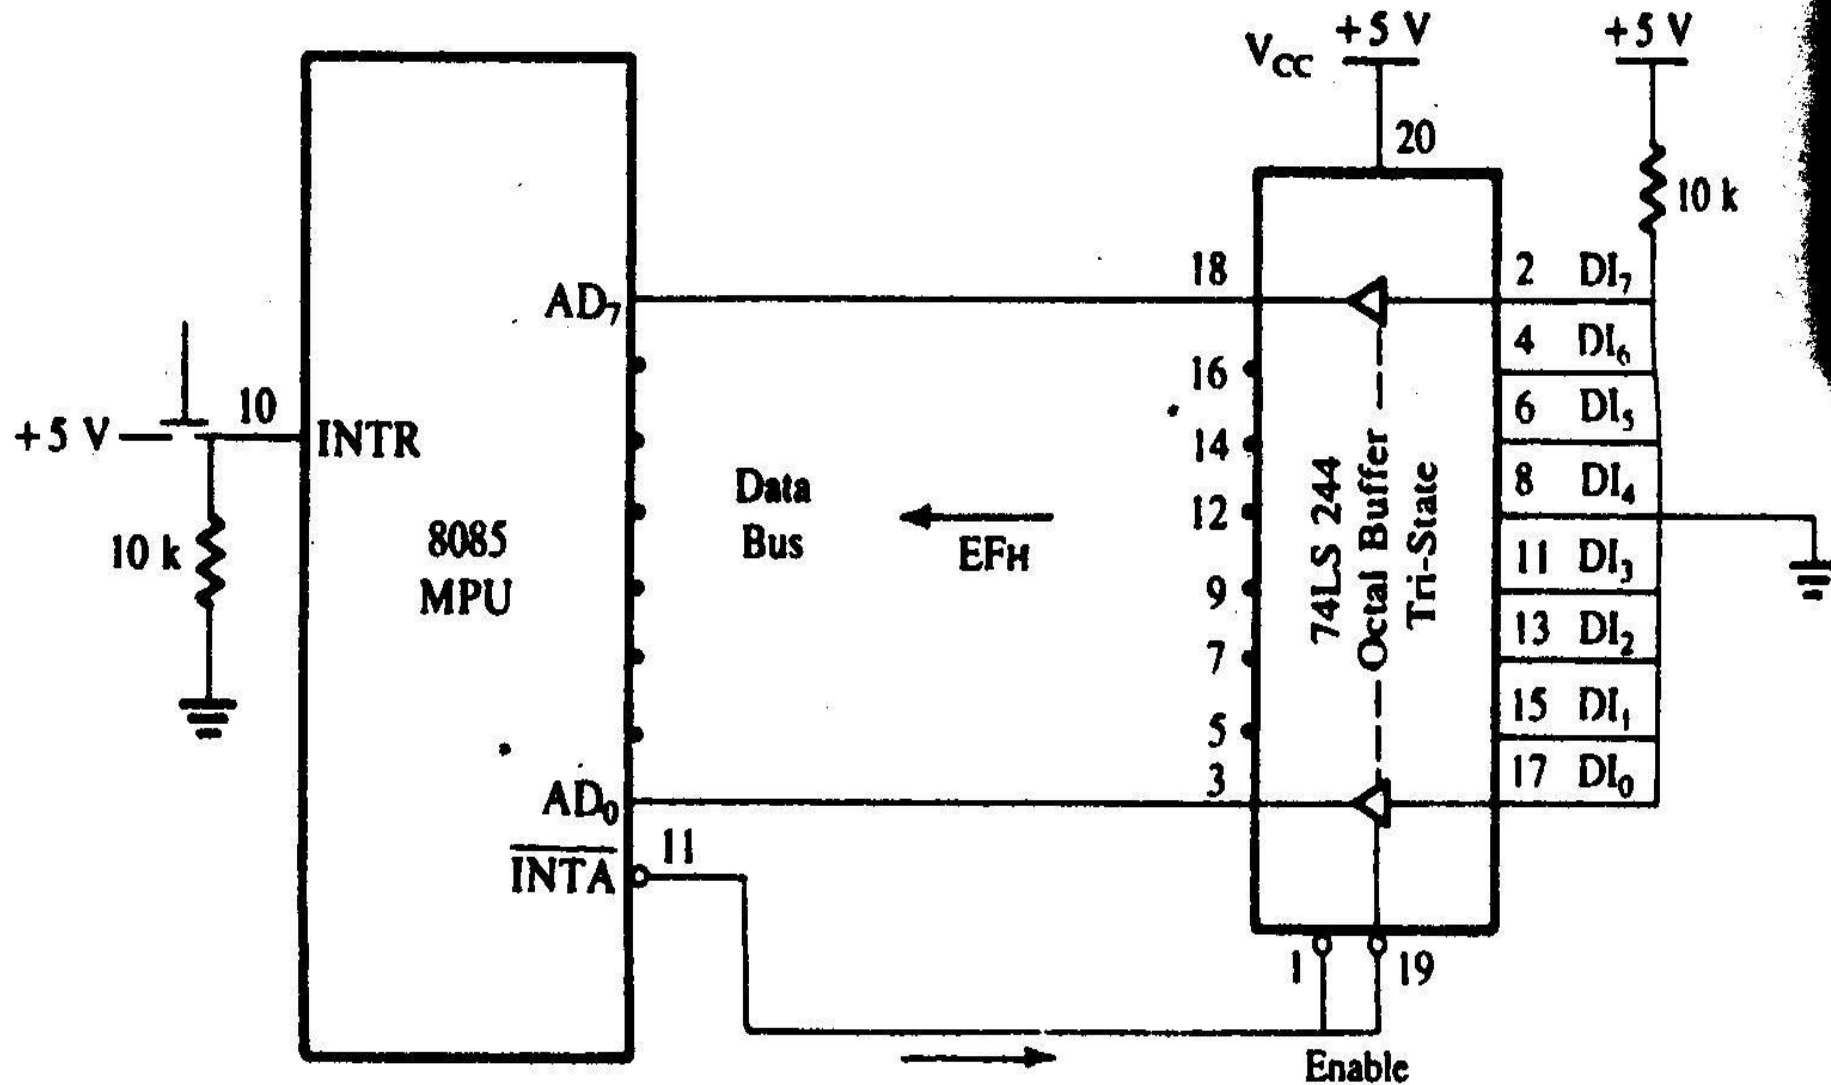 +5 V
+5 V
V_CC
20
10 k
AD₇
18
2 DI₇
4 DI₆
16
10
6 DI₅
+5 V
INTR
14
8 DI₄
Data
Bus
12
EFH
8085
MPU
10 k
11 DI₃
9
74LS 244
Octal Buffer
Tri-State
13 DI₂
7
15 DI₁
5
17 DI₀
AD₀
3
INTA
11
1
19
Enable